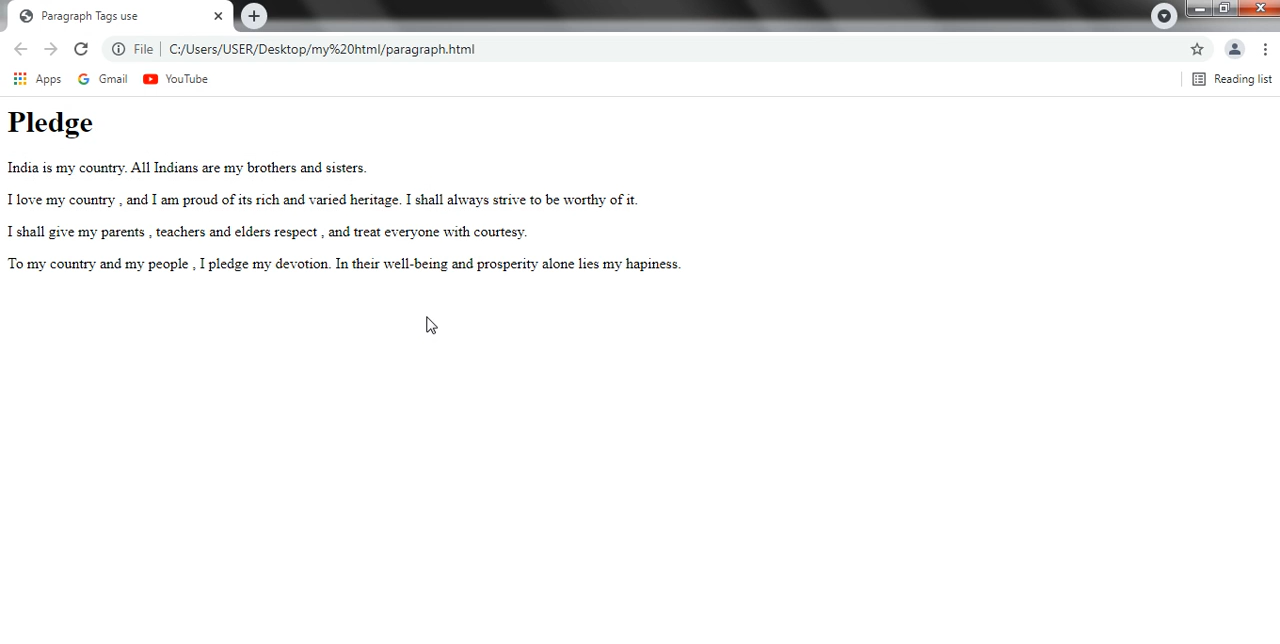 Paragraph Tags use
File
C:/Users/USER/Desktop/my%20html/paragraph.html
Apps
Gmail
YouTube
Reading list
Pledge
India is my country. All Indians are my brothers and sisters.
I love my country , and I am proud of its rich and varied heritage. I shall always strive to be worthy of it.
I shall give my parents , teachers and elders respect , and treat everyone with courtesy.
To my country and my people , I pledge my devotion. In their well-being and prosperity alone lies my hapiness.